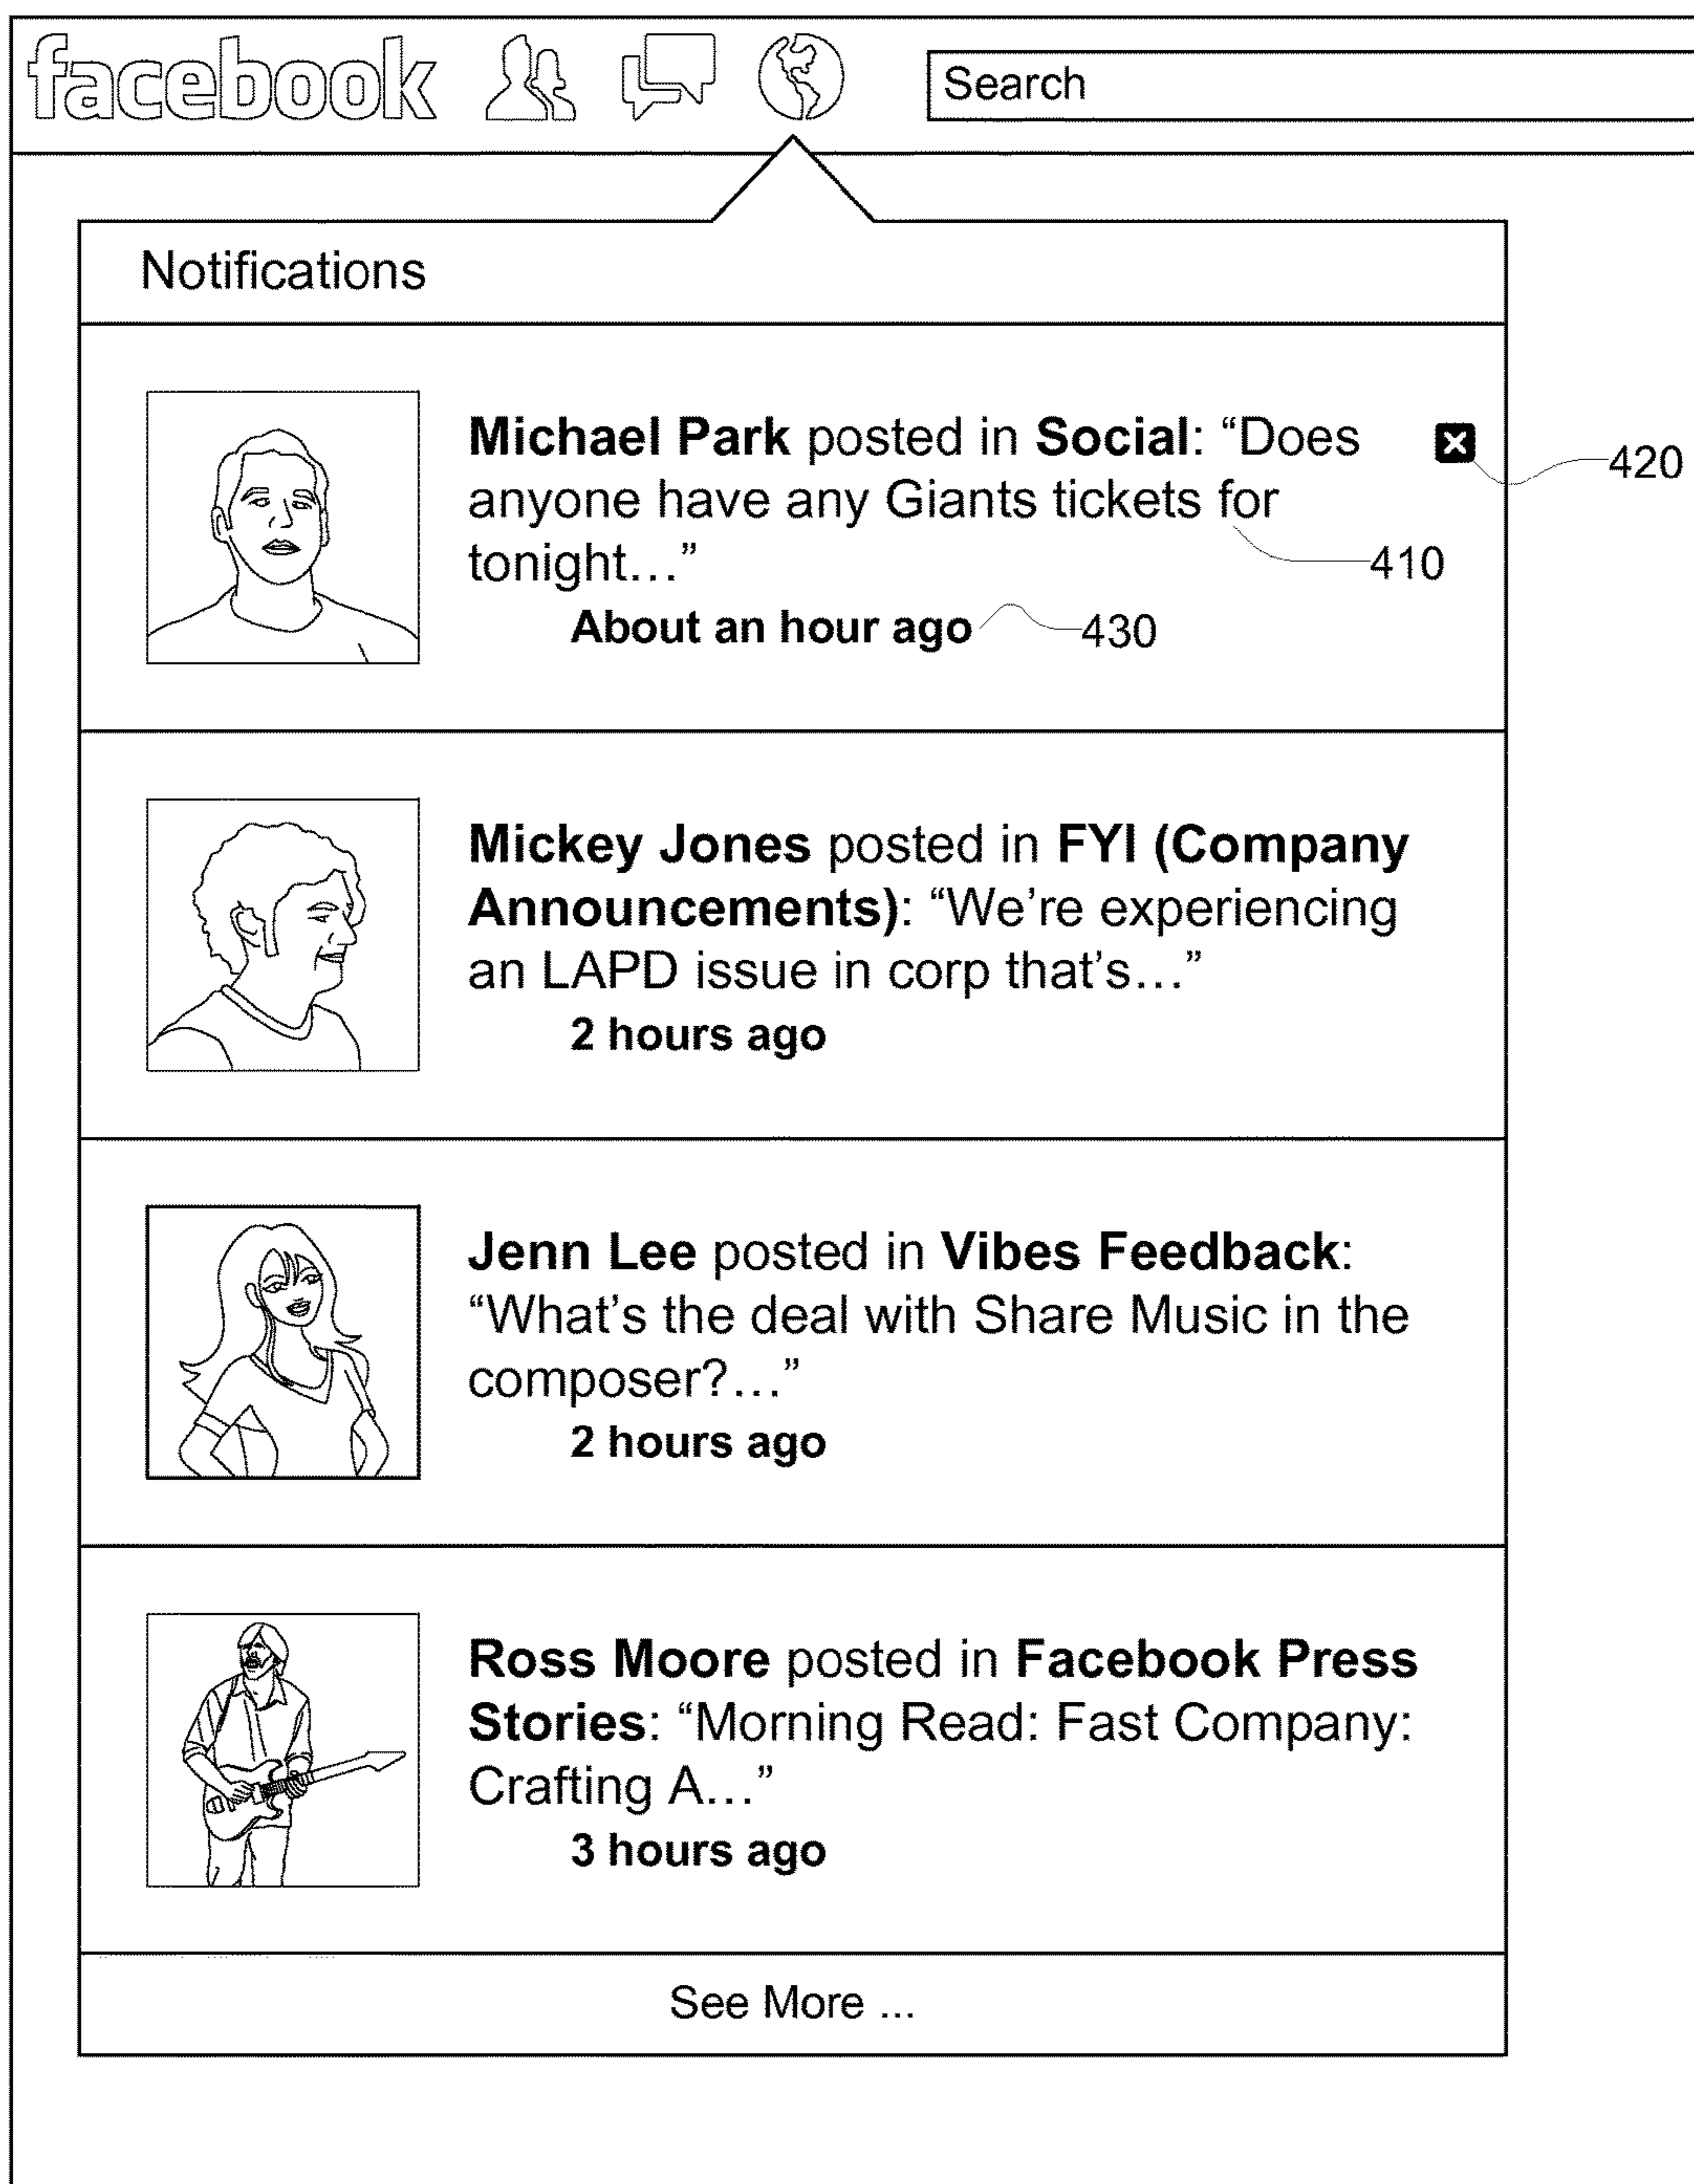 facebook Search
Notifications
Michael Park posted in Social: “Does
420
anyone have any Giants tickets for
tonight...”
410
About an hour ago
430
Mickey Jones posted in FYI (Company
Announcements): “We’re experiencing
an LAPD issue in corp that’s...”
2 hours ago
Jenn Lee posted in Vibes Feedback:
“What’s the deal with Share Music in the
composer?...”
2 hours ago
Ross Moore posted in Facebook Press
Stories: “Morning Read: Fast Company:
Crafting A...”
3 hours ago
See More ...